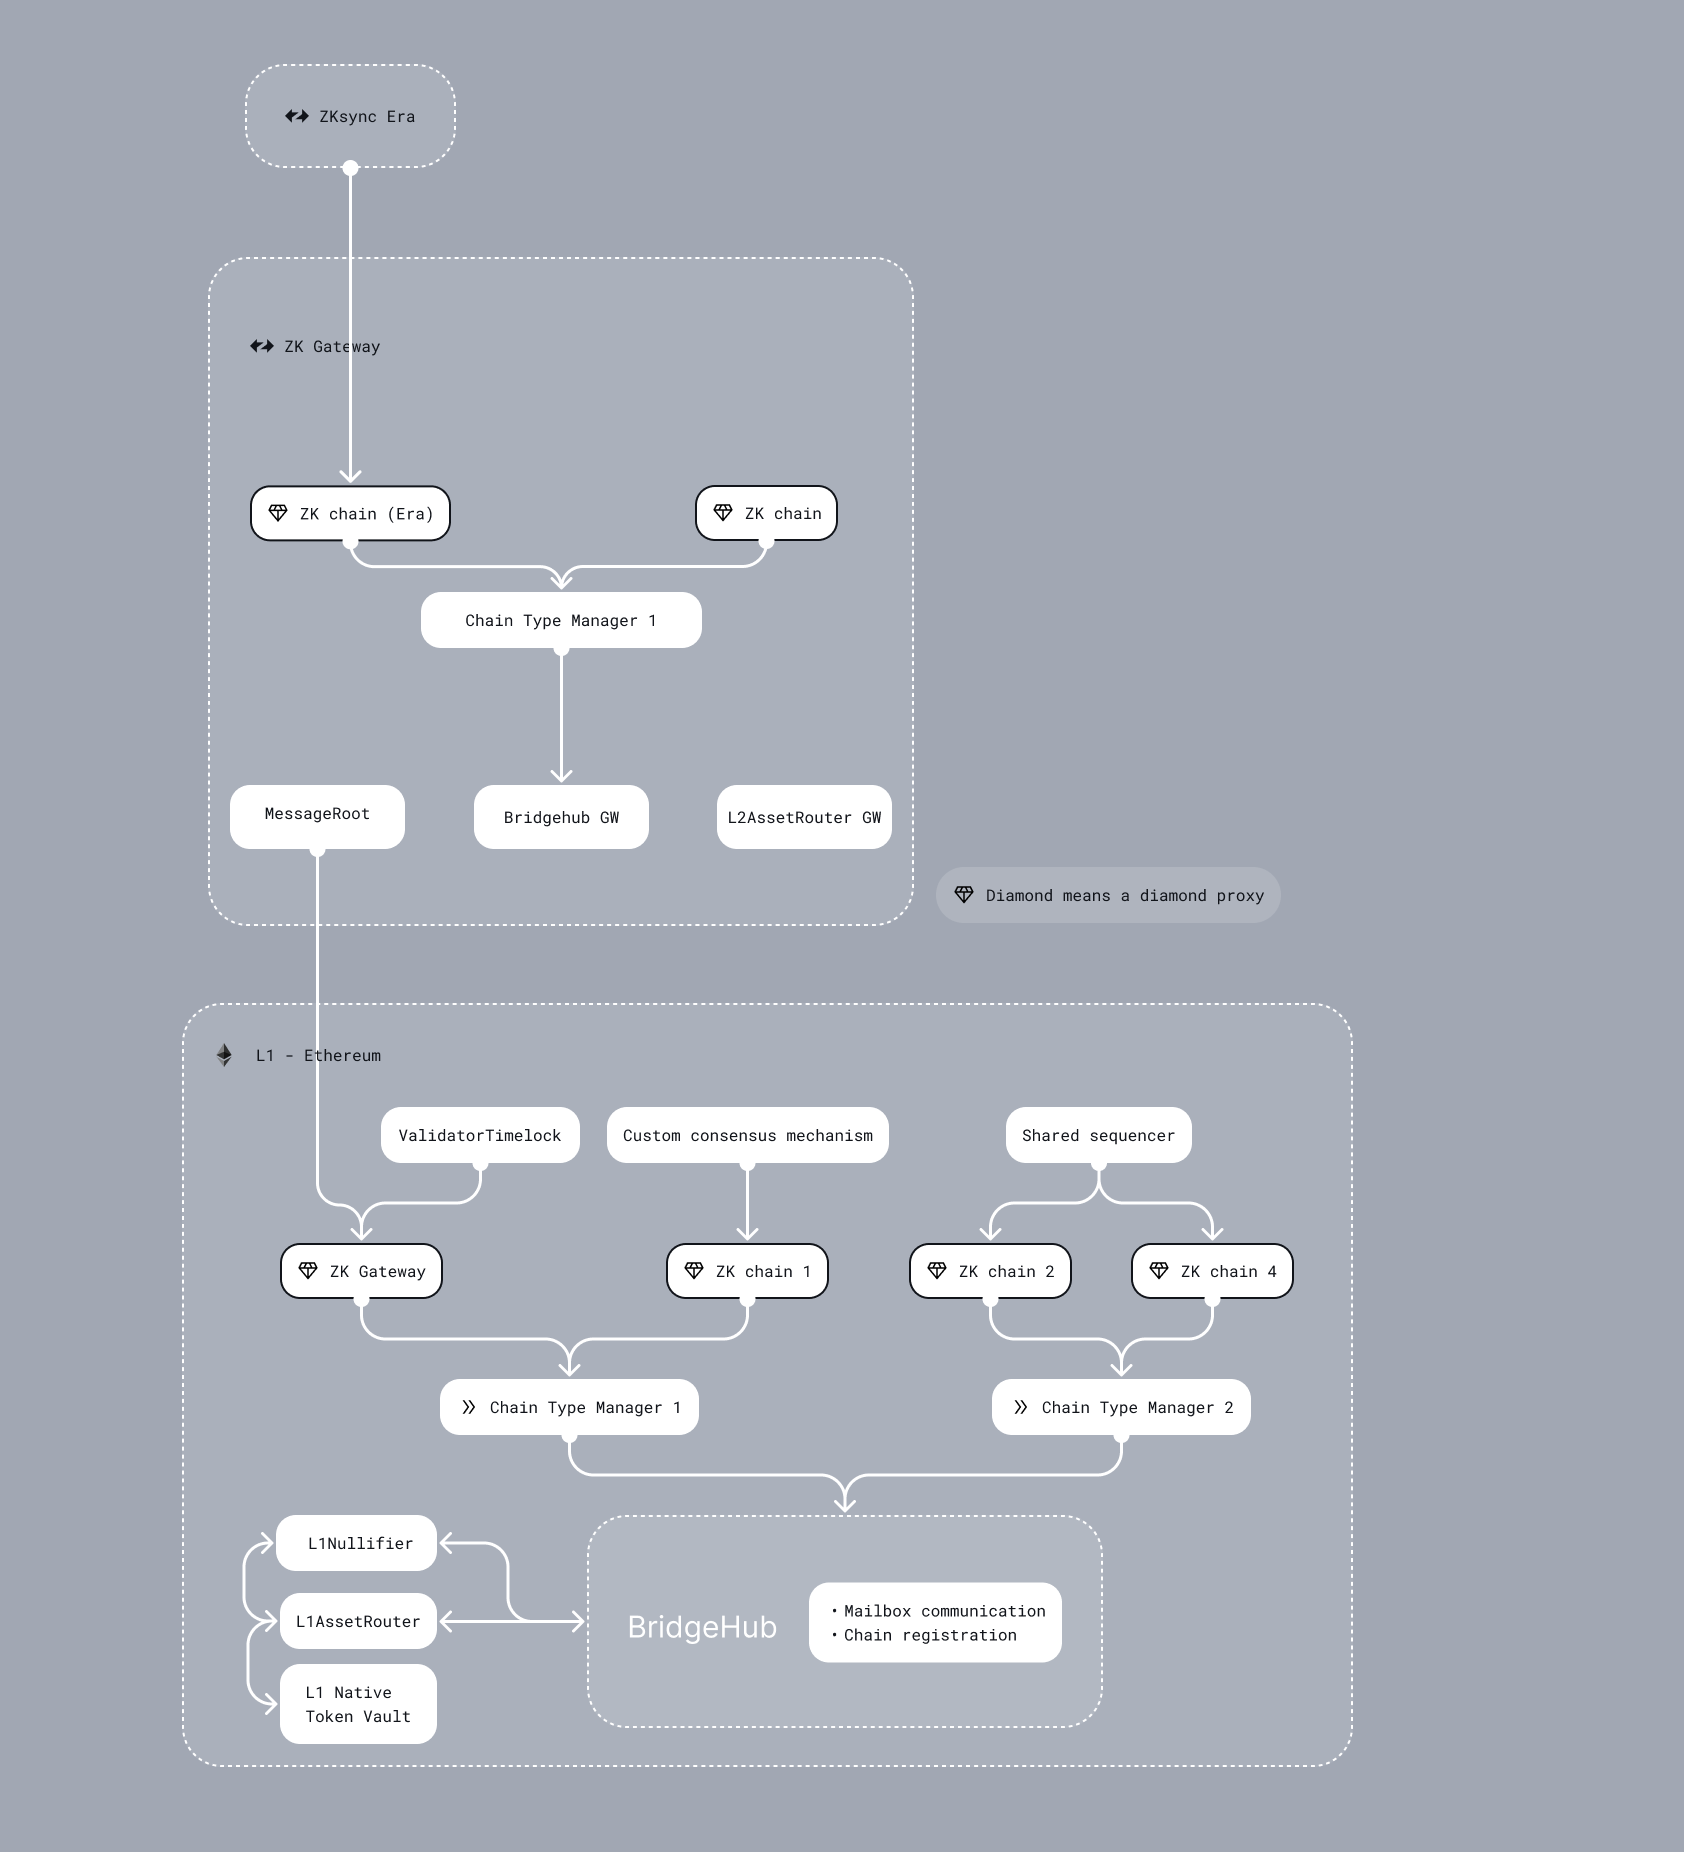 ZKsync Era
ZK Gateway
ZK chain (Era)
ZK chain
Chain Type Manager 1
MessageRoot
Bridgehub GW
L2AssetRouter GW
Diamond means a diamond proxy
L1 - Ethereum
ValidatorTimelock
Custom consensus mechanism
Shared sequencer
ZK Gateway
ZK chain 1
ZK chain 2
ZK chain 4
Chain Type Manager 1
Chain Type Manager 2
L1Nullifier
L1AssetRouter
L1 Native
Token Vault
BridgeHub
• Mailbox communication
• Chain registration